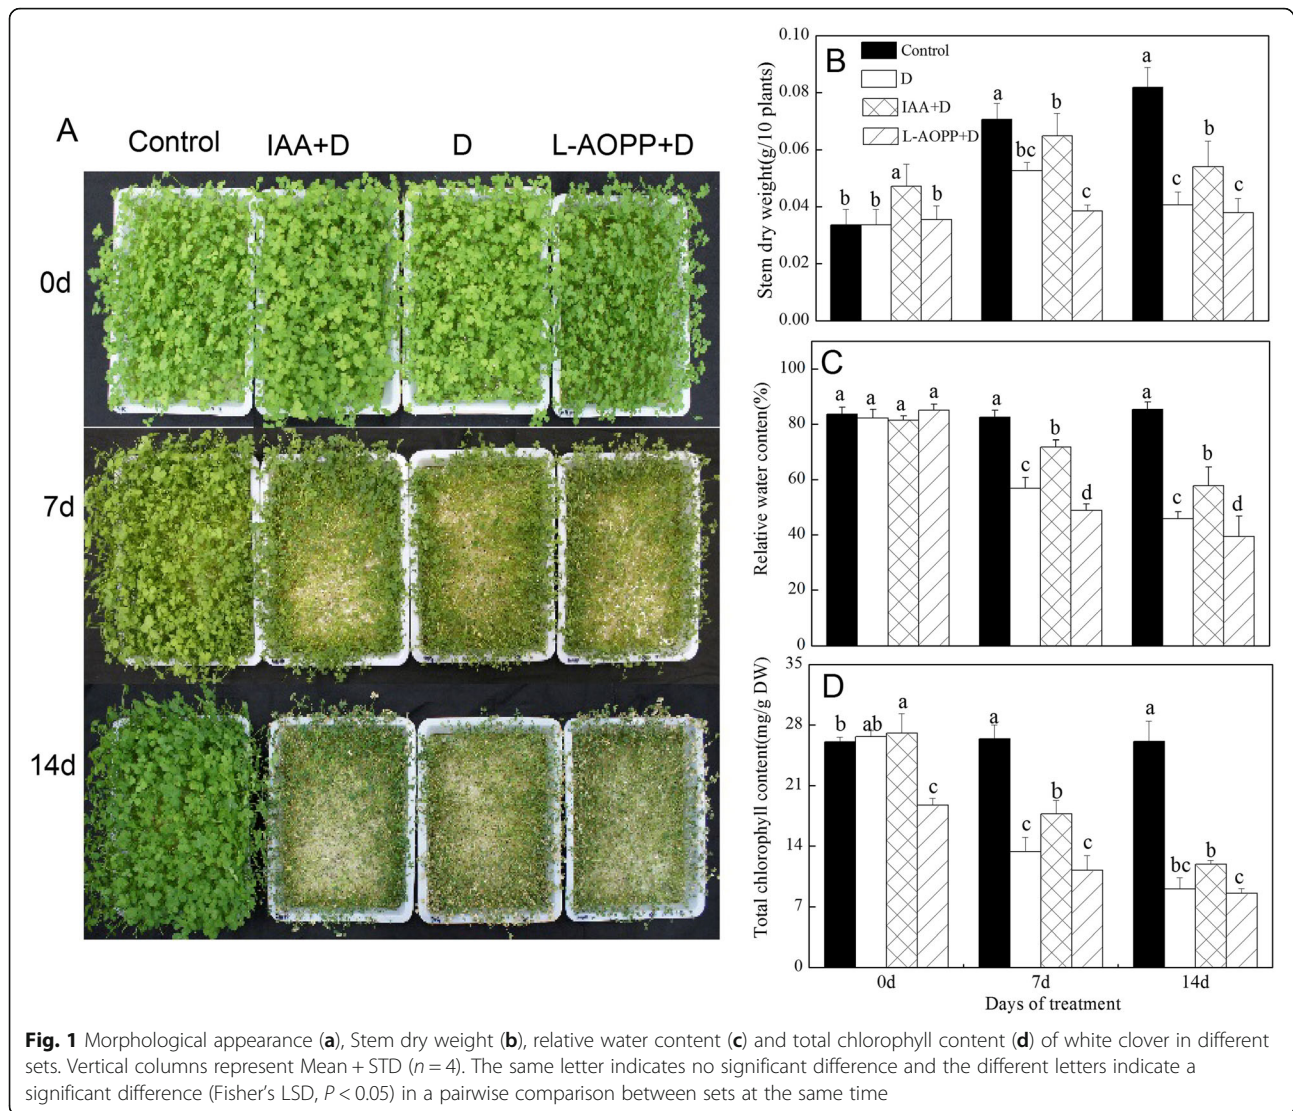 A
Control IAA+D D L-AOPP+D
0d
7d
14d
B
Control
D
IAA+D
L-AOPP+D
Stem dry weight(g/10 plants)
0.10
0.08
0.06
0.04
0.02
0.00
b b a b
a bc b c
a c b c
C
Relative water conten(%)
80
60
40
20
0
a a a a
a c b d
a c b d
D
Total chlorophyll content(mg/g DW)
35
28
21
14
7
0
b ab a c
a c b c
a bc b c
0d 7d 14d
Days of treatment
Fig. 1 Morphological appearance (a), Stem dry weight (b), relative water content (c) and total chlorophyll content (d) of white clover in different
sets. Vertical columns represent Mean + STD (n = 4). The same letter indicates no significant difference and the different letters indicate a
significant difference (Fisher's LSD, P < 0.05) in a pairwise comparison between sets at the same time